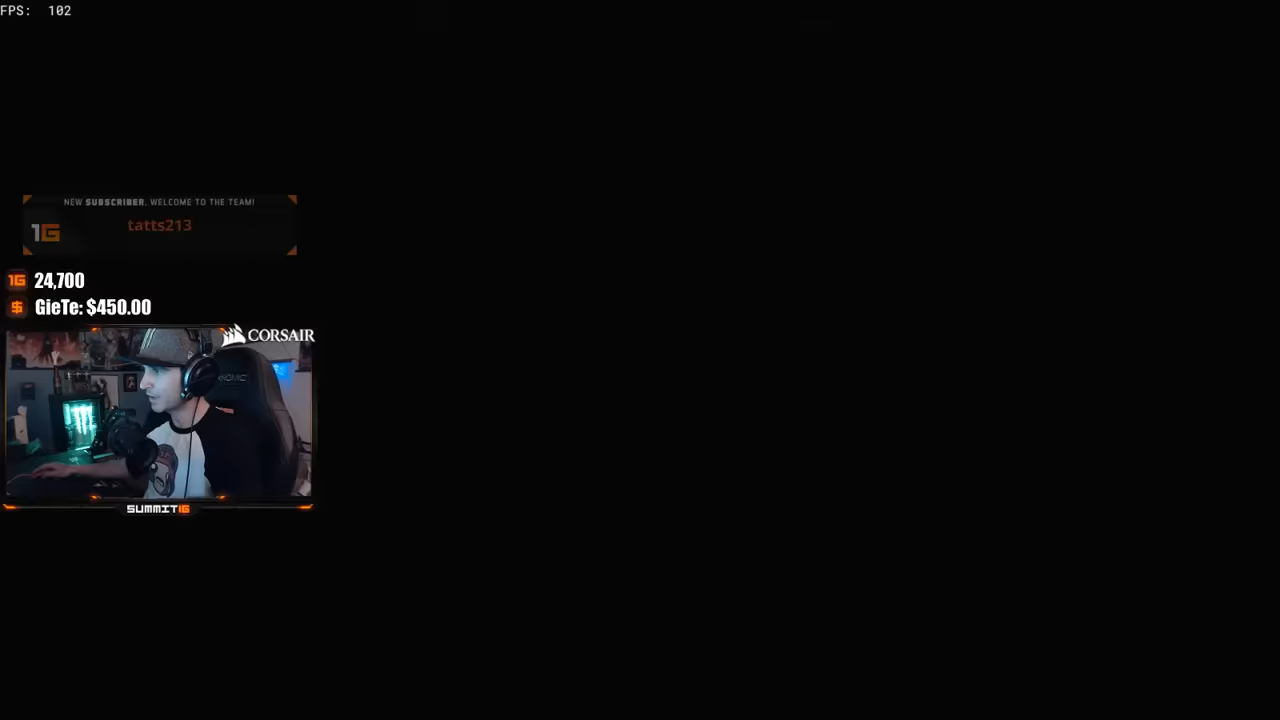 FPS: 102
NEW SUBSCRIBER, WELCOME TO THE TEAM!
tatts213
1G
1G 24,700
$ GieTe: $450.00
CORSAIR
SUMMIT1G